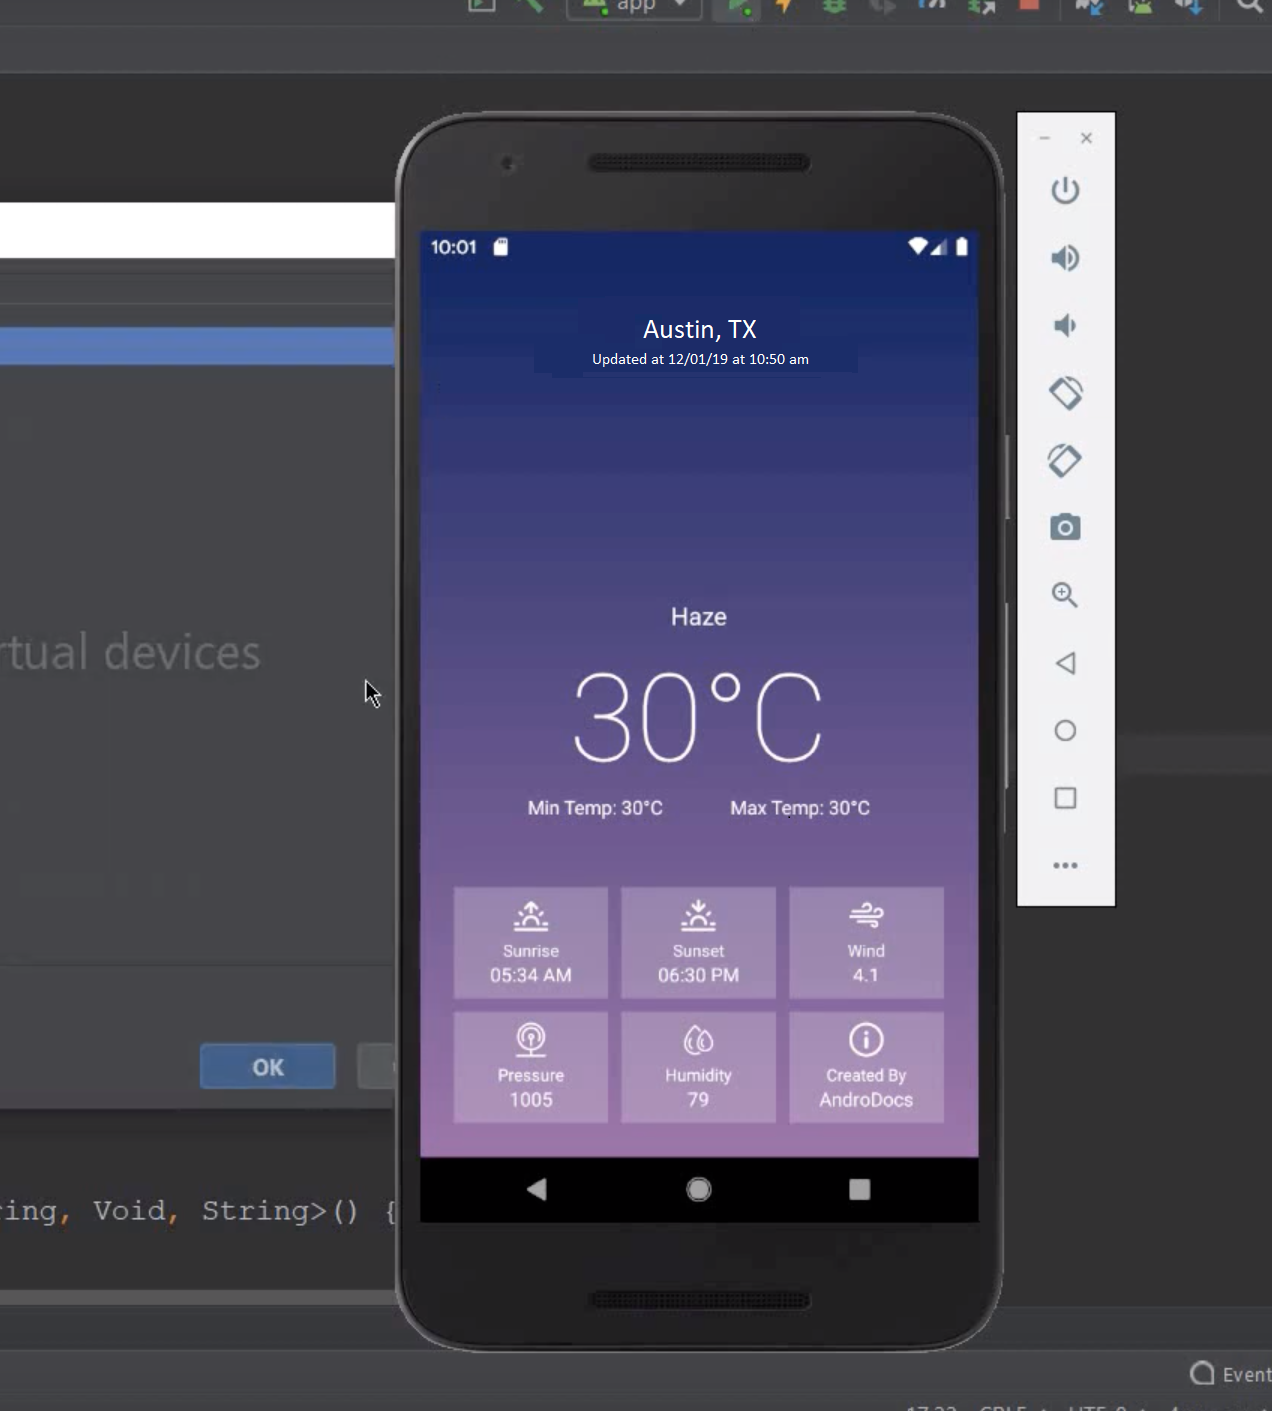 app
10:01
Austin, TX
Updated at 12/01/19 at 10:50 am
Haze
rtual devices
30°C
Min Temp: 30°C Max Temp: 30°C
Sunrise Sunset Wind
05:34 AM 06:30 PM 4.1
OK
Pressure Humidity Created By
1005 79 AndroDocs
ing, Void, String>() {
Event